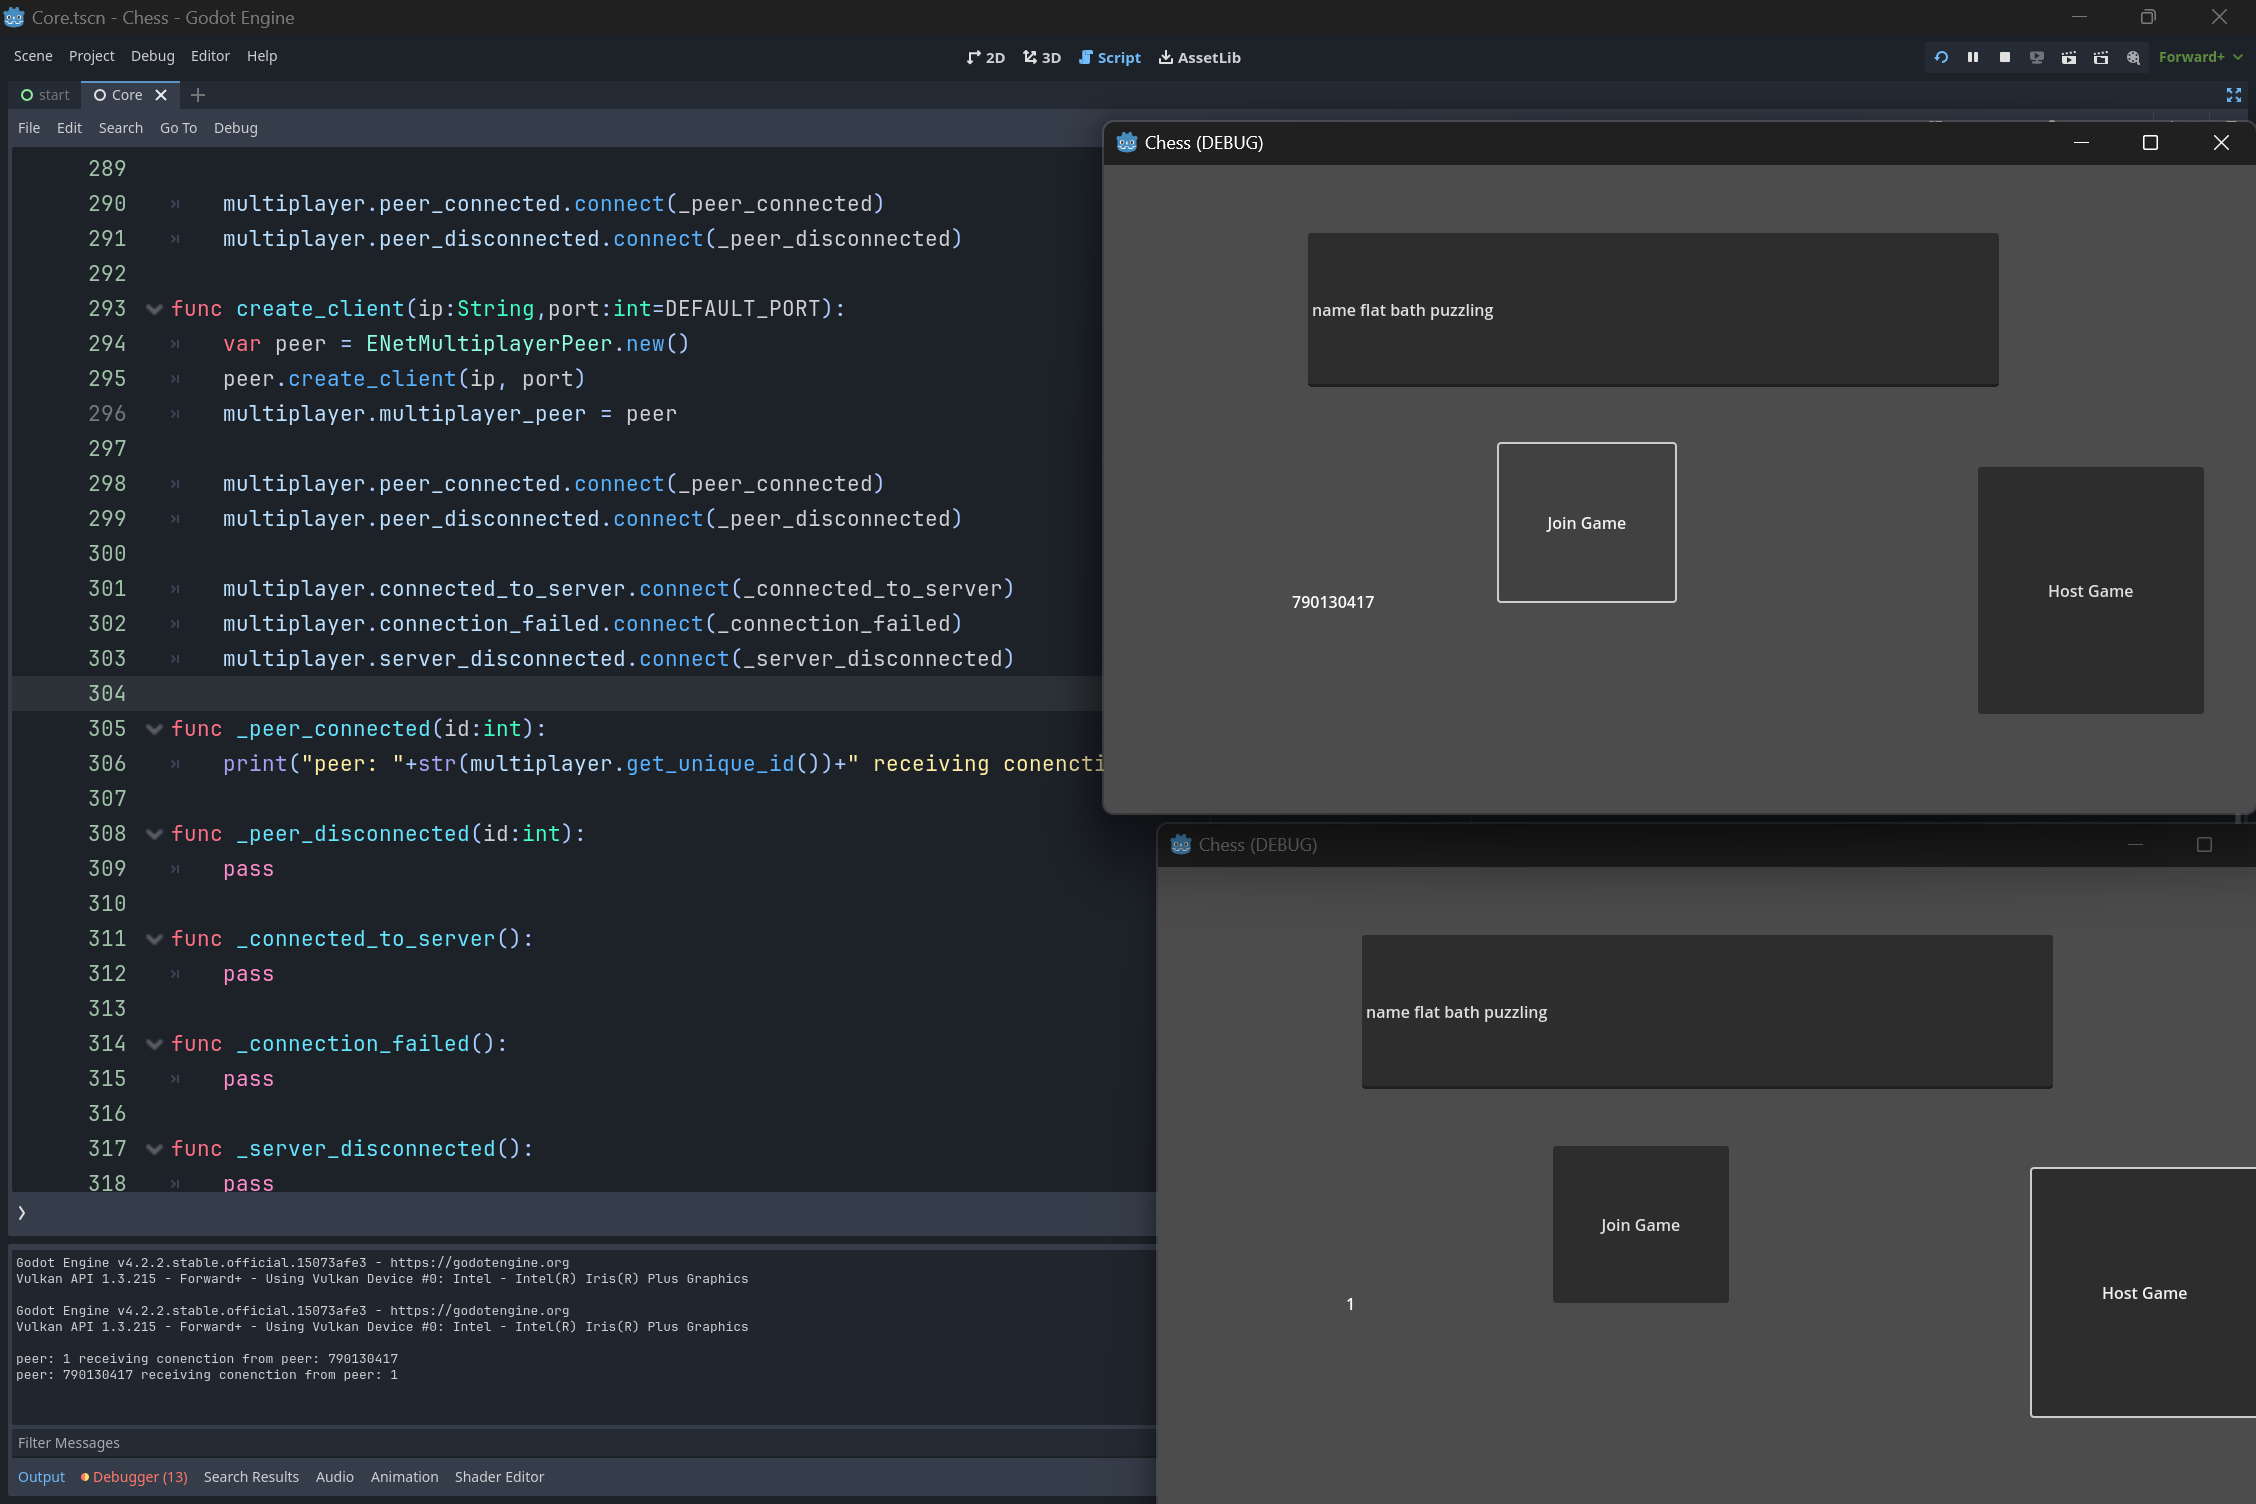 Core.tscn - Chess - Godot Engine
Scene Project Debug Editor Help
2D 3D Script AssetLib
Forward+
start Core
File Edit Search Go To Debug
289
290 multiplayer.peer_connected.connect(_peer_connected)
291 multiplayer.peer_disconnected.connect(_peer_disconnected)
292
293 func create_client(ip:String,port:int=DEFAULT_PORT):
294 var peer = ENetMultiplayerPeer.new()
295 peer.create_client(ip, port)
296 multiplayer.multiplayer_peer = peer
297
298 multiplayer.peer_connected.connect(_peer_connected)
299 multiplayer.peer_disconnected.connect(_peer_disconnected)
300
301 multiplayer.connected_to_server.connect(_connected_to_server)
302 multiplayer.connection_failed.connect(_connection_failed)
303 multiplayer.server_disconnected.connect(_server_disconnected)
304
305 func _peer_connected(id:int):
306 print("peer: "+str(multiplayer.get_unique_id())+" receiving conencti
307
308 func _peer_disconnected(id:int):
309 pass
310
311 func _connected_to_server():
312 pass
313
314 func _connection_failed():
315 pass
316
317 func _server_disconnected():
318 pass
Godot Engine v4.2.2.stable.official.15073afe3 - https://godotengine.org
Vulkan API 1.3.215 - Forward+ - Using Vulkan Device #0: Intel - Intel(R) Iris(R) Plus Graphics
Godot Engine v4.2.2.stable.official.15073afe3 - https://godotengine.org
Vulkan API 1.3.215 - Forward+ - Using Vulkan Device #0: Intel - Intel(R) Iris(R) Plus Graphics
peer: 1 receiving conenction from peer: 790130417
peer: 790130417 receiving conenction from peer: 1
Filter Messages
Output Debugger (13) Search Results Audio Animation Shader Editor
Chess (DEBUG)
name flat bath puzzling
Join Game
Host Game
790130417
Chess (DEBUG)
name flat bath puzzling
Join Game
Host Game
1